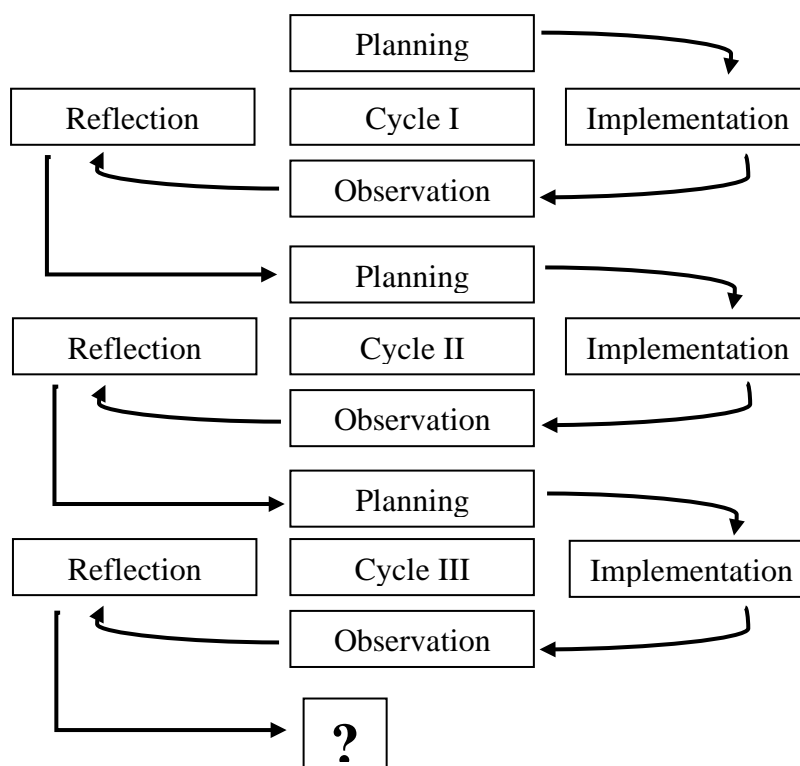 Planning
Reflection Cycle I Implementation
Observation
Planning
Reflection Cycle II Implementation
Observation
Planning
Reflection Cycle III Implementation
Observation
?